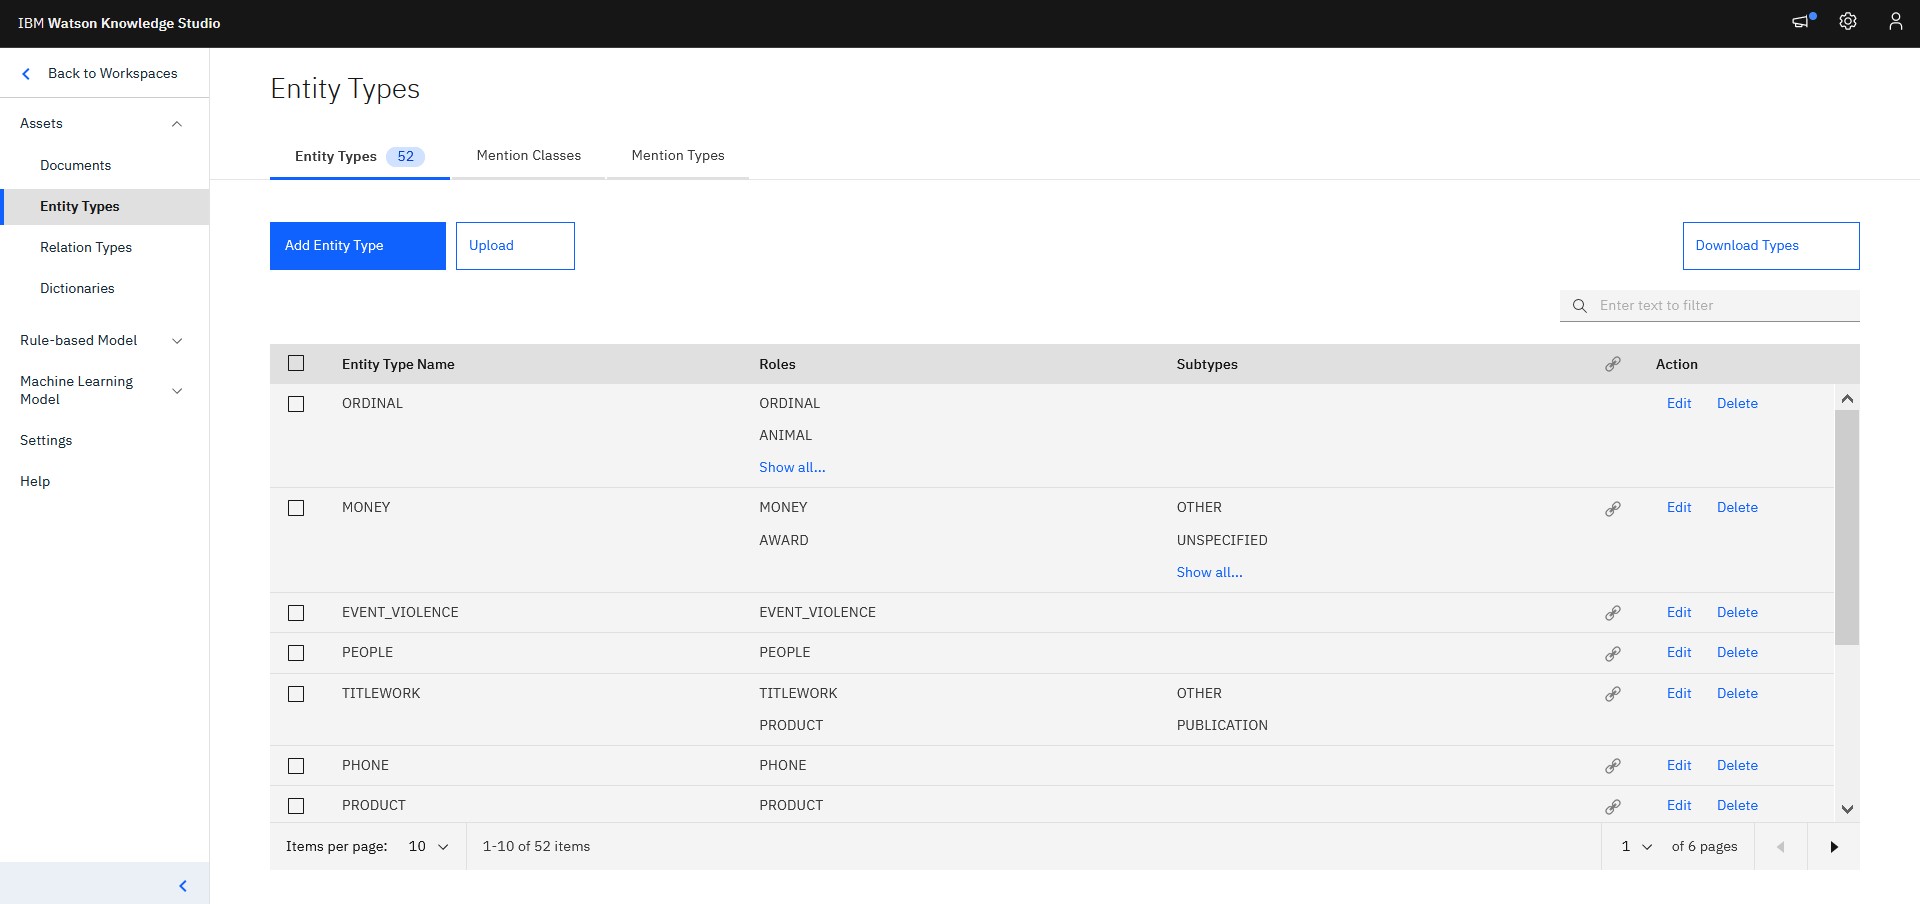 IBM Watson Knowledge Studio
Back to Workspaces
Assets
Documents
Entity Types
Relation Types
Dictionaries
Rule-based Model
Machine Learning
Model
Settings
Help
Entity Types
Entity Types 52 Mention Classes Mention Types
Add Entity Type Upload Download Types
Enter text to filter
Entity Type Name Roles Subtypes Action
ORDINAL ORDINAL Edit Delete
ANIMAL
Show all...
MONEY MONEY OTHER Edit Delete
AWARD UNSPECIFIED
Show all...
EVENT_VIOLENCE EVENT_VIOLENCE Edit Delete
PEOPLE PEOPLE Edit Delete
TITLEWORK TITLEWORK OTHER Edit Delete
PRODUCT PUBLICATION
PHONE PHONE Edit Delete
PRODUCT PRODUCT Edit Delete
Items per page: 10 1-10 of 52 items 1 of 6 pages